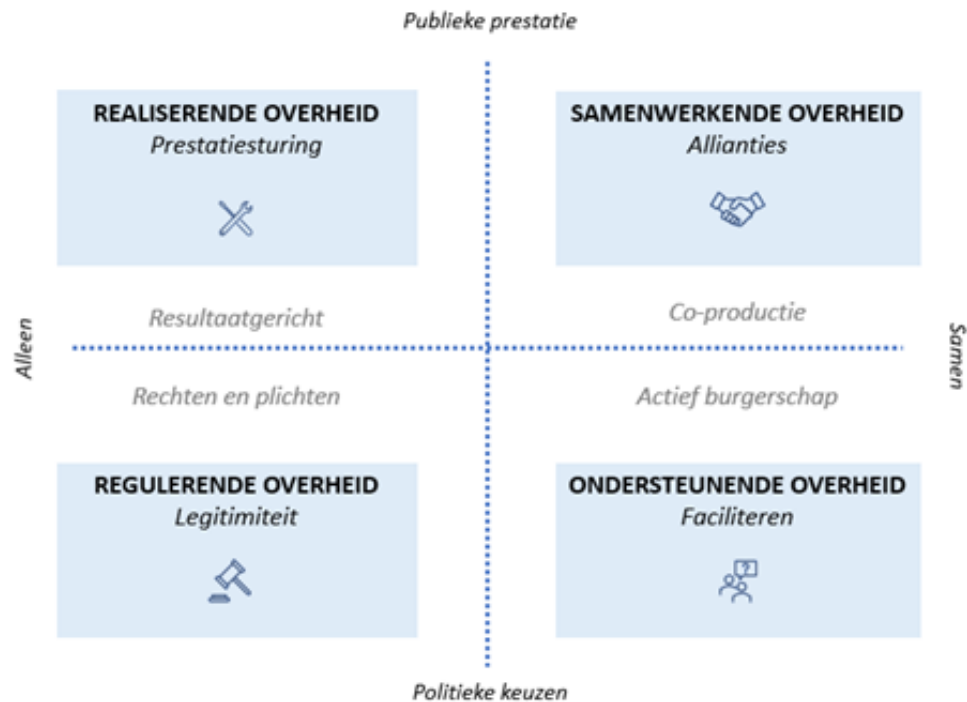 Publieke prestatie
REALISERENDE OVERHEID
Prestatiesturing
SAMENWERKENDE OVERHEID
Allianties
Resultaatgericht
Co-productie
Alleen
Samen
Rechten en plichten
Actief burgerschap
REGULERENDE OVERHEID
Legitimiteit
ONDERSTEUNENDE OVERHEID
Faciliteren
?
Politieke keuzen